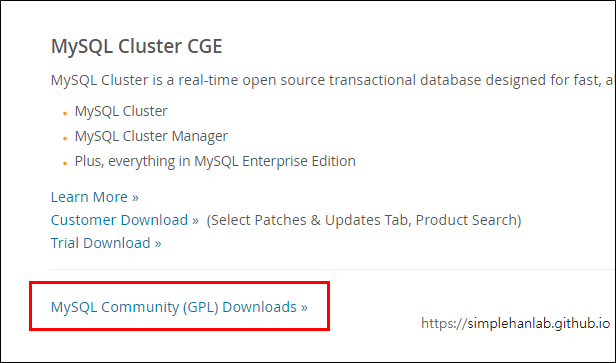 MySQL Cluster CGE
MySQL Cluster is a real-time open source transactional database designed for fast,
• MySQL Cluster
• MySQL Cluster Manager
• Plus, everything in MySQL Enterprise Edition
Learn More »
Customer Download » (Select Patches & Updates Tab, Product Search)
Trial Download »
MySQL Community (GPL) Downloads »
https://simplehanlab.github.io